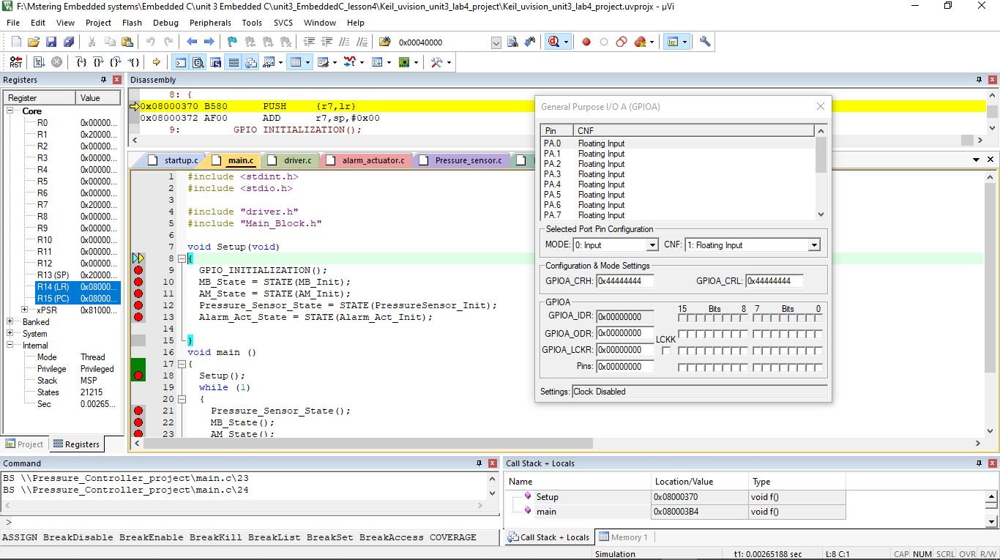 F:\Mstering Embedded systems\Embedded C\unit 3 Embedded C\unit3_EmbeddedC_lesson4\Keil_uvision_unit3_lab4_project\Keil_uvision_unit3_lab4_project.uvprojx - µVi
File Edit View Project Flash Debug Peripherals Tools SVCS Window Help
0x00040000
RST
Registers
Register Value
Core
R0 0x00000...
R1 0x20000...
R2 0x00000...
R3 0x00000...
R4 0x00000...
R5 0x00000...
R6 0x00000...
R7 0x20000...
R8 0x00000...
R9 0x00000...
R10 0x00000...
R11 0x00000...
R12 0x00000...
R13 (SP) 0x20000...
R14 (LR) 0x08000...
R15 (PC) 0x08000...
xPSR 0x81000...
Banked
System
Internal
Mode Thread
Privilege Privileged
Stack MSP
States 21215
Sec 0.00265...
Project Registers
Disassembly
8: {
0x08000370 B580 PUSH {r7,lr}
0x08000372 AF00 ADD r7,sp,#0x00
9: GPIO_INITIALIZATION();
startup.c main.c driver.c alarm_actuator.c Pressure_sensor.c
1 #include <stdint.h>
2 #include <stdio.h>
3
4 #include "driver.h"
5 #include "Main_Block.h"
6
7 void Setup(void)
8 {
9 GPIO_INITIALIZATION();
10 MB_State = STATE(MB_Init);
11 AM_State = STATE(AM_Init);
12 Pressure_Sensor_State = STATE(PressureSensor_Init);
13 Alarm_Act_State = STATE(Alarm_Act_Init);
14
15 }
16 void main ()
17 {
18 Setup();
19 while (1)
20 {
21 Pressure_Sensor_State();
22 MB_State();
23 AM_State();
General Purpose I/O A (GPIOA)
Pin CNF
PA.0 Floating Input
PA.1 Floating Input
PA.2 Floating Input
PA.3 Floating Input
PA.4 Floating Input
PA.5 Floating Input
PA.6 Floating Input
PA.7 Floating Input
Selected Port Pin Configuration
MODE: 0: Input CNF: 1: Floating Input
Configuration & Mode Settings
GPIOA_CRH: 0x44444444 GPIOA_CRL: 0x44444444
GPIOA
15 Bits 8 7 Bits 0
GPIOA_IDR: 0x00000000
GPIOA_ODR: 0x00000000
LCKK
GPIOA_LCKR: 0x00000000
Pins: 0x00000000
Settings: Clock Disabled
Command
BS \\Pressure_Controller_project\main.c\23
BS \\Pressure_Controller_project\main.c\24
>
ASSIGN BreakDisable BreakEnable BreakKill BreakList BreakSet BreakAccess COVERAGE
Call Stack + Locals
Name Location/Value Type
Setup 0x08000370 void f()
main 0x080003B4 void f()
Call Stack + Locals Memory 1
Simulation t1: 0.00265188 sec L:8 C:1 CAP NUM SCRL OVR R/W